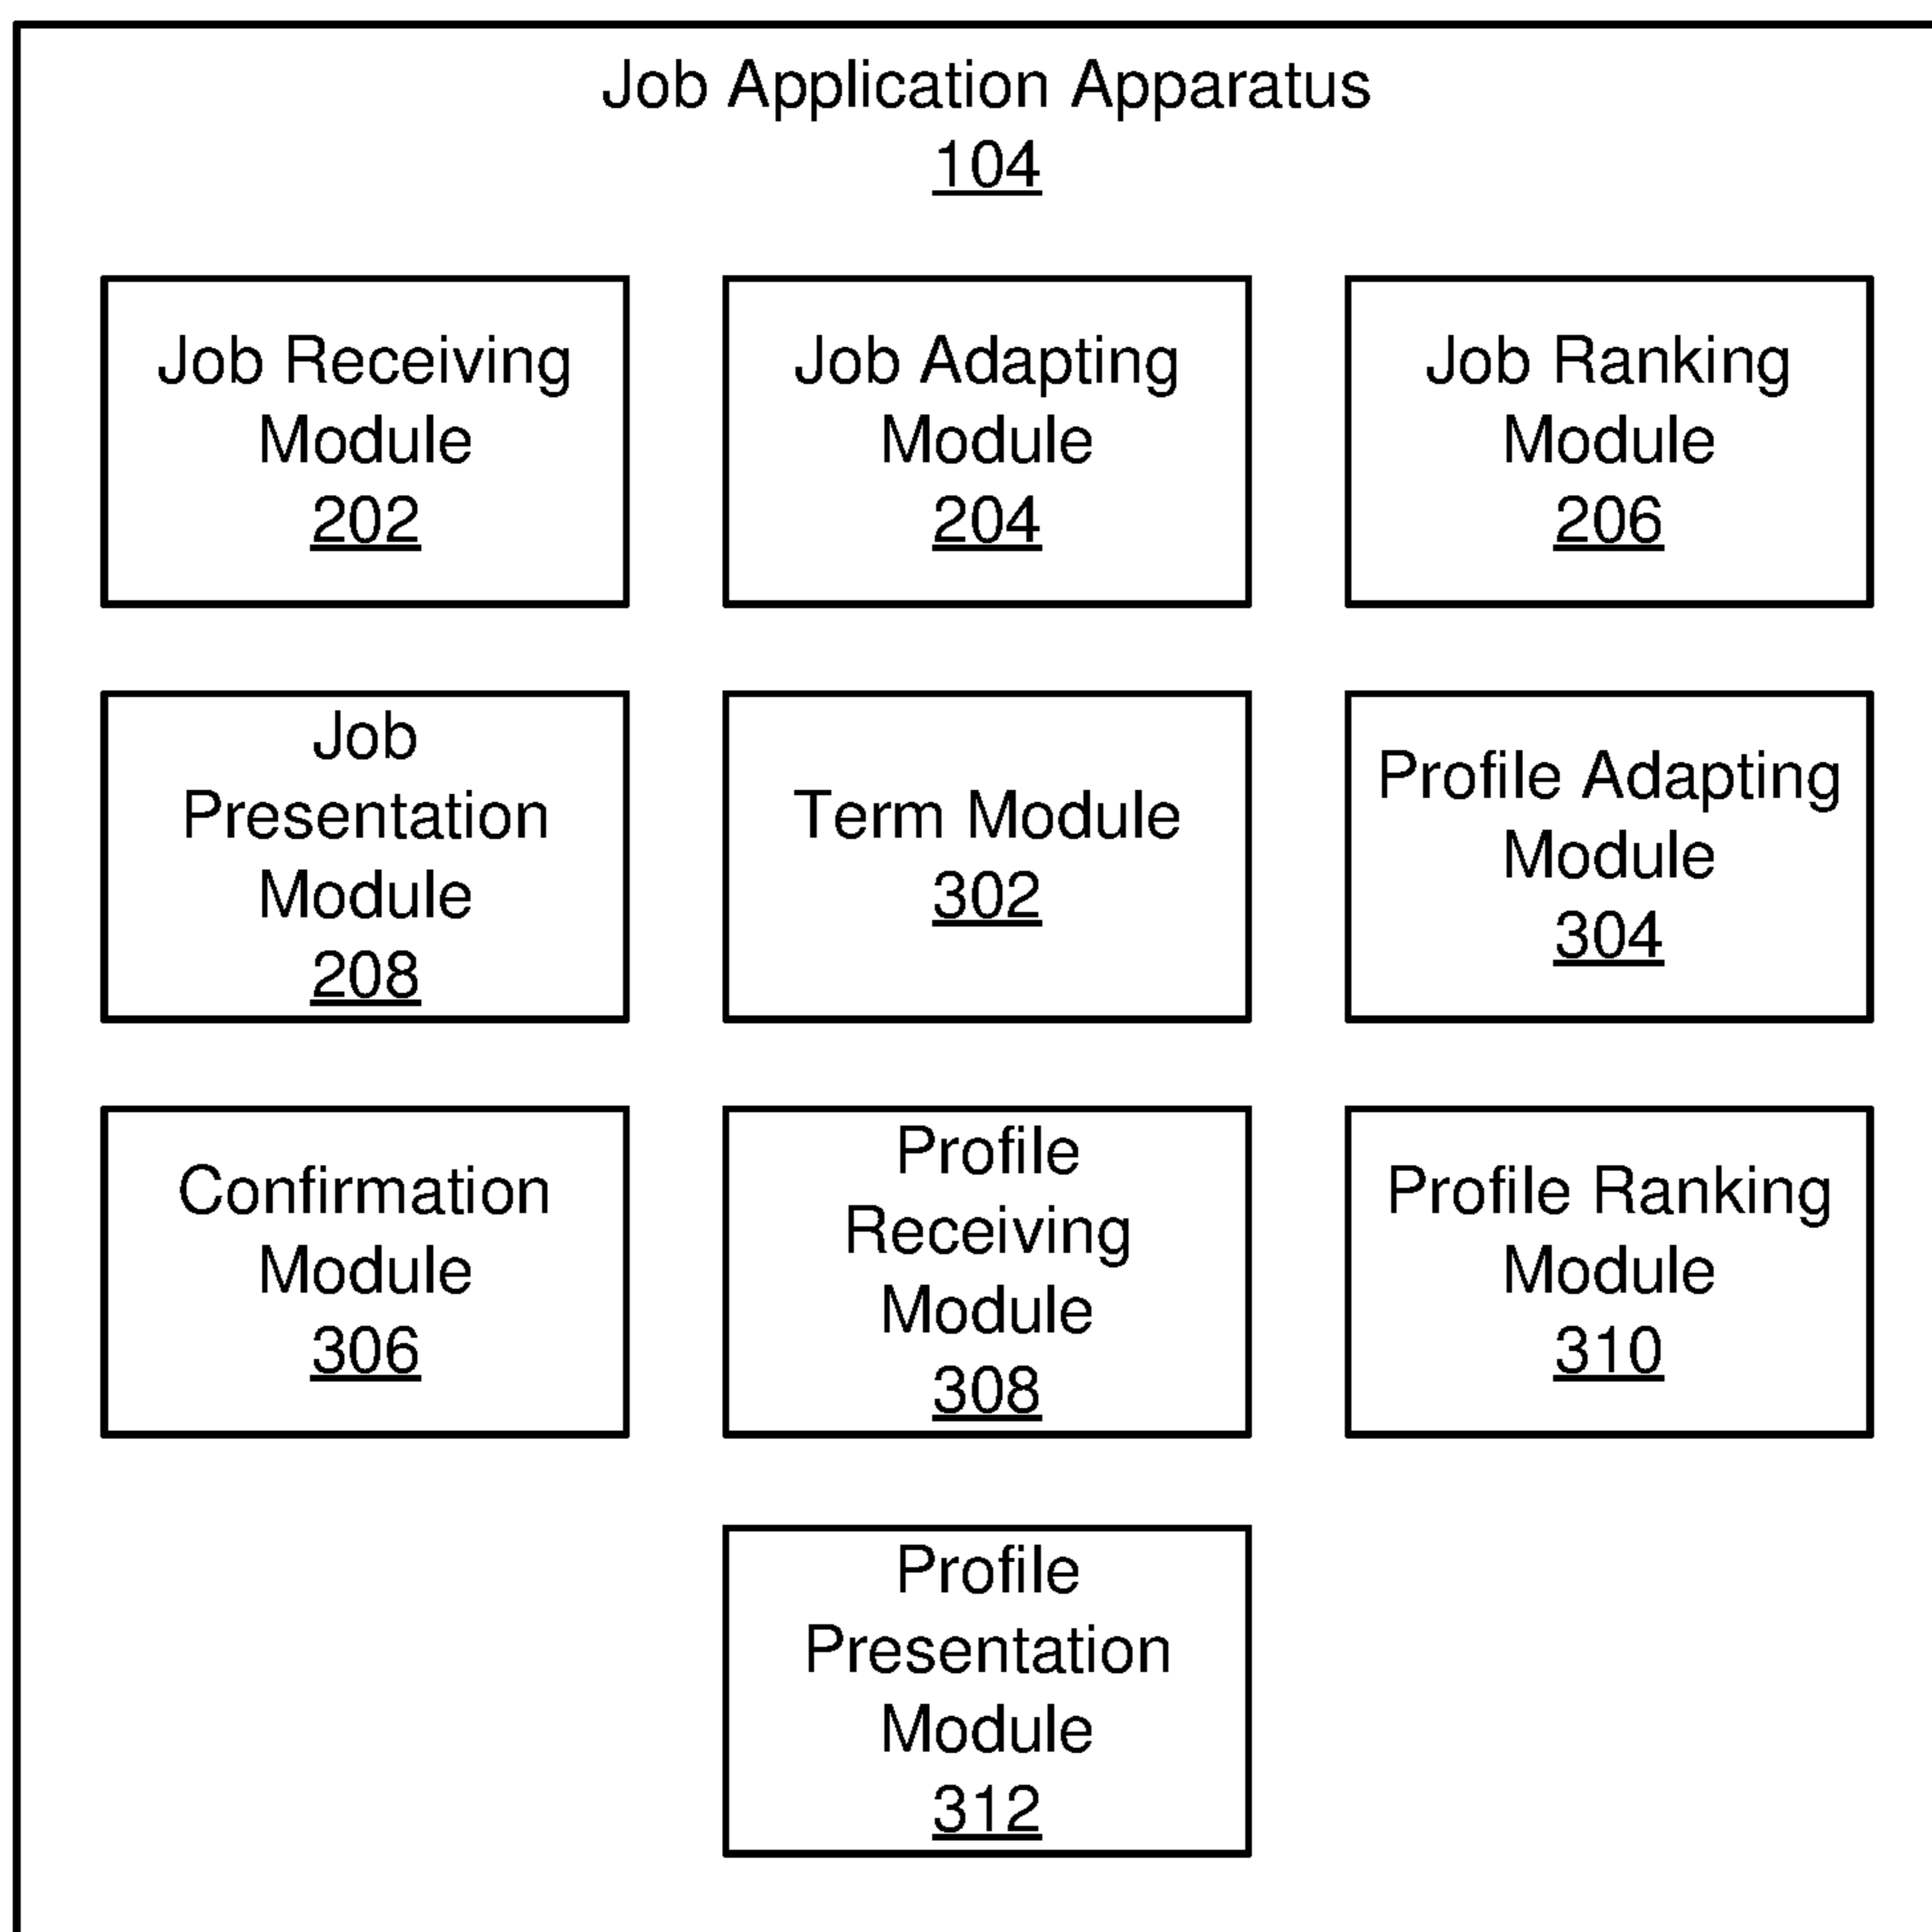 Job Application Apparatus
104
Job Receiving
Module
202
Job Adapting
Module
204
Job Ranking
Module
206
Job
Presentation
Module
208
Term Module
302
Profile Adapting
Module
304
Confirmation
Module
306
Profile
Receiving
Module
308
Profile Ranking
Module
310
Profile
Presentation
Module
312